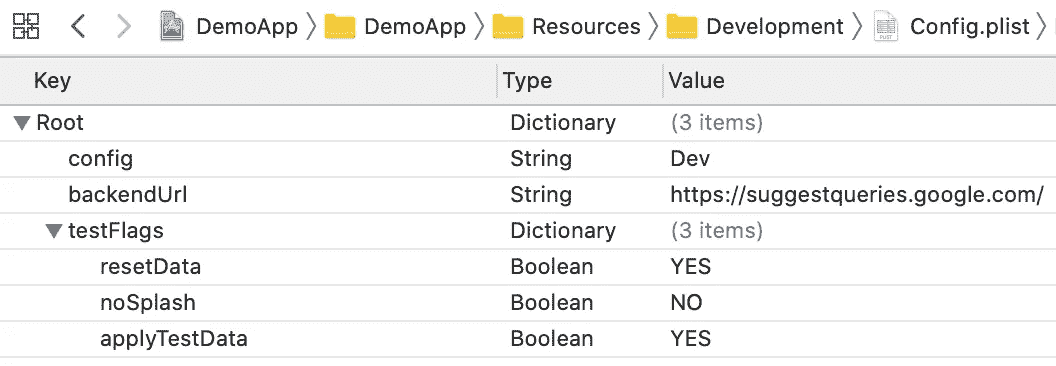 DemoApp DemoApp Resources Development Config.plist
Key Type Value
Root Dictionary (3 items)
config String Dev
backendUrl String https://suggestqueries.google.com/
testFlags Dictionary (3 items)
resetData Boolean YES
noSplash Boolean NO
applyTestData Boolean YES